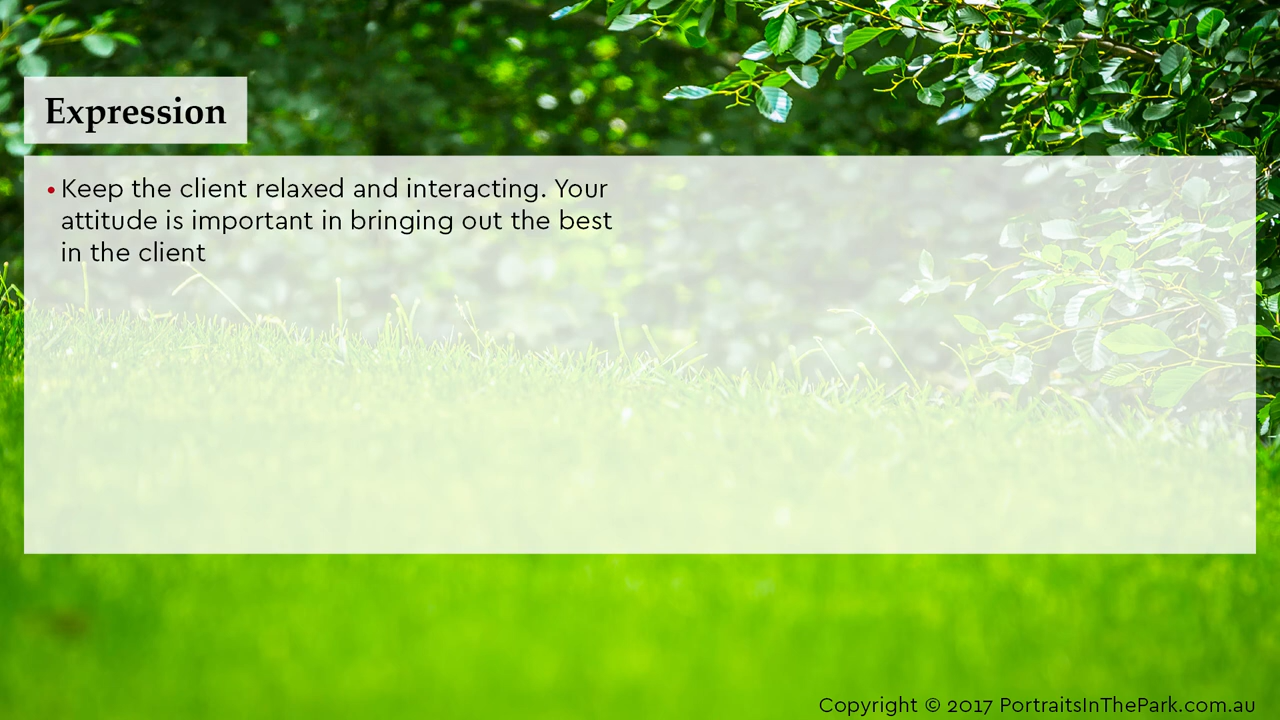 Expression
• Keep the client relaxed and interacting. Your
attitude is important in bringing out the best
in the client
Copyright © 2017 PortraitsInThePark.com.au